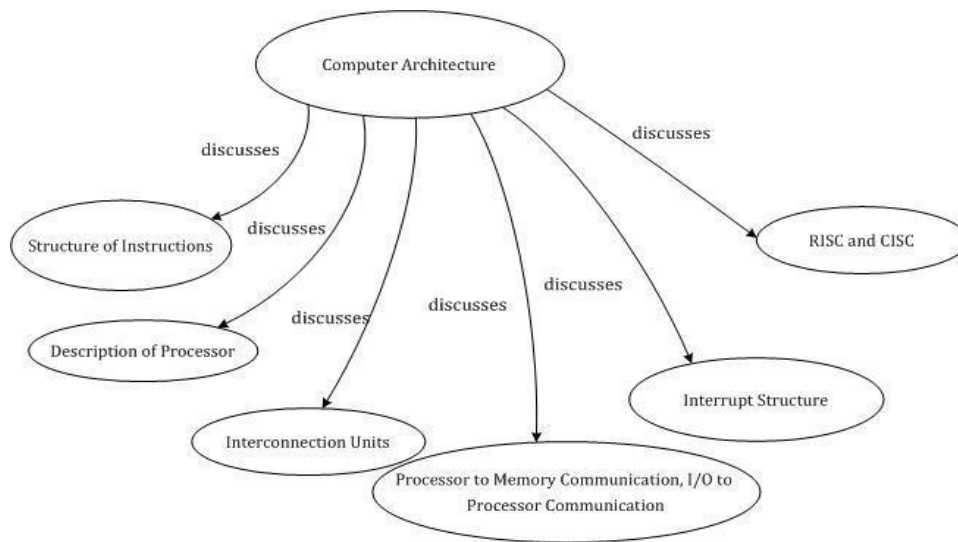 Computer Architecture
discusses
discusses
Structure of Instructions
discusses
RISC and CISC
discusses
discusses
discusses
Description of Processor
Interrupt Structure
Interconnection Units
Processor to Memory Communication, I/O to
Processor Communication